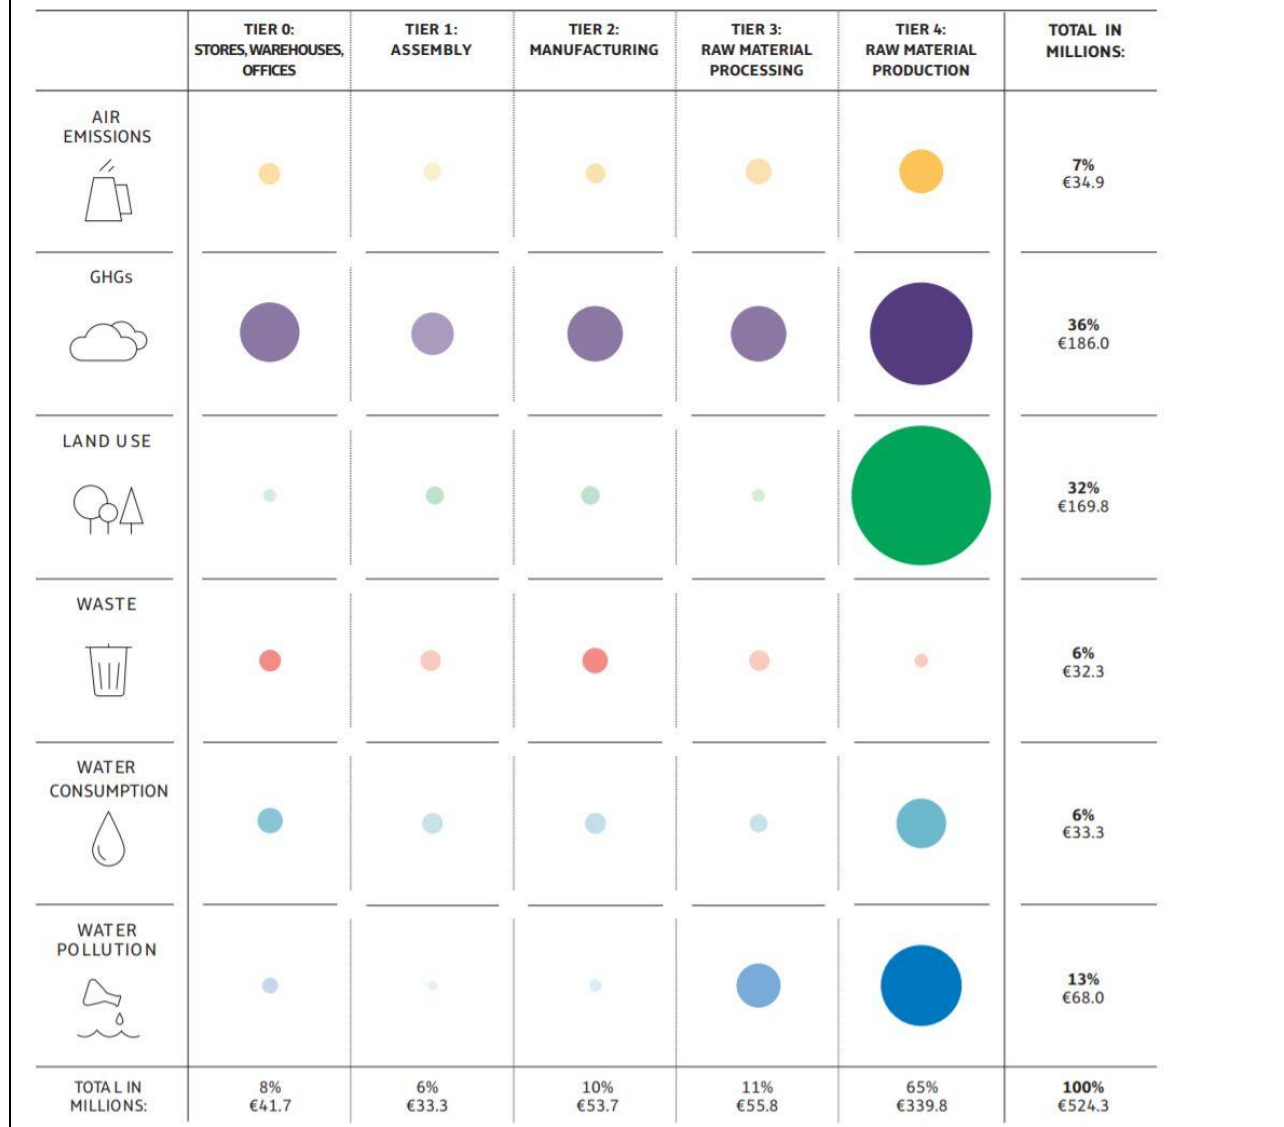 TIER 0:
STORES, WAREHOUSES,
OFFICES
TIER 1:
ASSEMBLY
TIER 2:
MANUFACTURING
TIER 3:
RAW MATERIAL
PROCESSING
TIER 4:
RAW MATERIAL
PRODUCTION
TOTAL IN
MILLIONS:
AIR
EMISSIONS
7%
€34.9
GHGs
36%
€186.0
LAND USE
32%
€169.8
WASTE
6%
€32.3
WATER
CONSUMPTION
6%
€33.3
WATER
POLLUTION
13%
€68.0
TOTAL IN
MILLIONS:
8%
€41.7
6%
€33.3
10%
€53.7
11%
€55.8
65%
€339.8
100%
€524.3